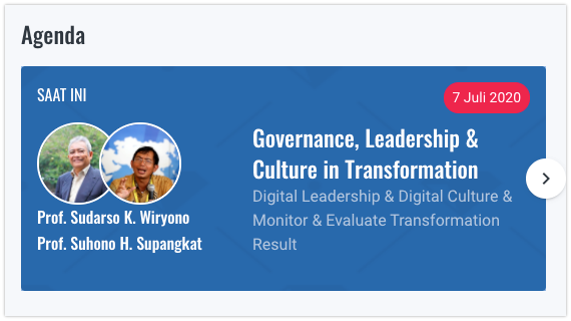 Agenda
SAAT INI
7 Juli 2020
Prof. Sudarso K. Wiryono
Prof. Suhono H. Supangkat
Governance, Leadership &
Culture in Transformation
Digital Leadership & Digital Culture &
Monitor & Evaluate Transformation
Result